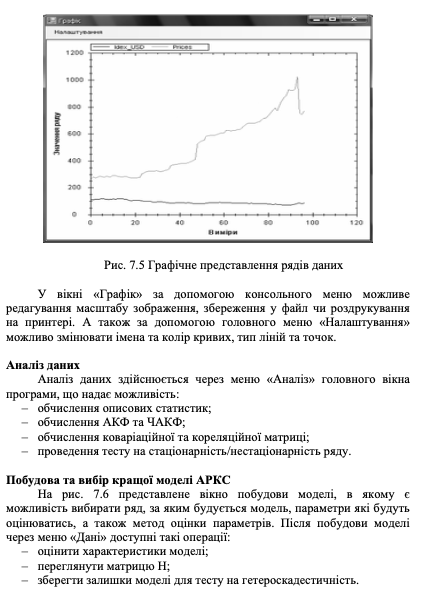 Графік
Налаштування
Idex_USD
Prices
1200
1000
800
600
400
200
0
Значення ряду
0 20 40 60 80 100 120
Виміри
Рис. 7.5 Графічне представлення рядів даних
У вікні «Графік» за допомогою консольного меню можливе
редагування масштабу зображення, збереження у файл чи роздрукування
на принтері. А також за допомогою головного меню «Налаштування»
можливо змінювати імена та колір кривих, тип ліній та точок.
Аналіз даних
Аналіз даних здійснюється через меню «Аналіз» головного вікна
програми, що надає можливість:
– обчислення описових статистик;
– обчислення АКФ та ЧАКФ;
– обчислення коваріаційної та кореляційної матриці;
– проведення тесту на стаціонарність/нестаціонарність ряду.
Побудова та вибір кращої моделі АРКС
На рис. 7.6 представлене вікно побудови моделі, в якому є
можливість вибирати ряд, за яким будується модель, параметри які будуть
оцінюватись, а також метод оцінки параметрів. Після побудови моделі
через меню «Дані» доступні такі операції:
– оцінити характеристики моделі;
– переглянути матрицю Н;
– зберегти залишки моделі для тесту на гетероскадестичність.